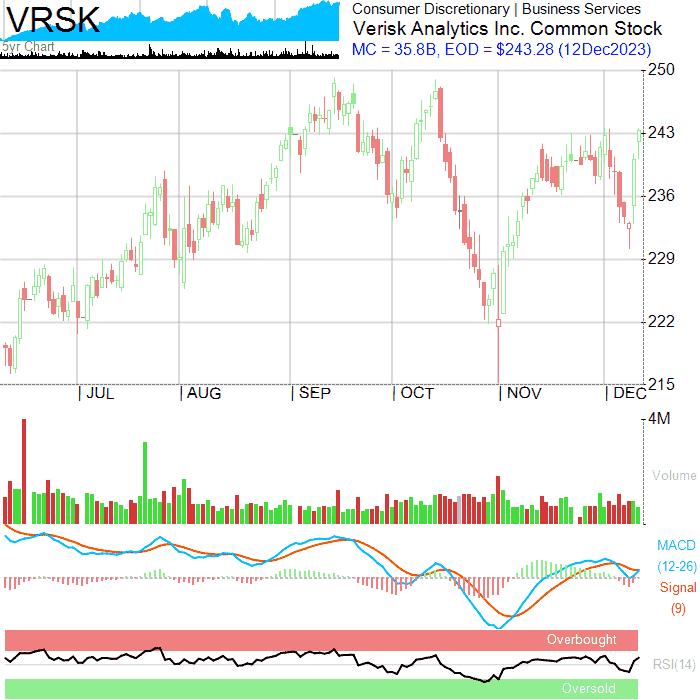 VRSK
5yr Chart
Consumer Discretionary | Business Services
Verisk Analytics Inc. Common Stock
MC = 35.8B, EOD = $243.28 (12Dec2023)
250
243
236
229
222
215
JUL AUG SEP OCT NOV DEC
4M
Volume
MACD
(12-26)
Signal
(9)
Overbought
RSI(14)
Oversold